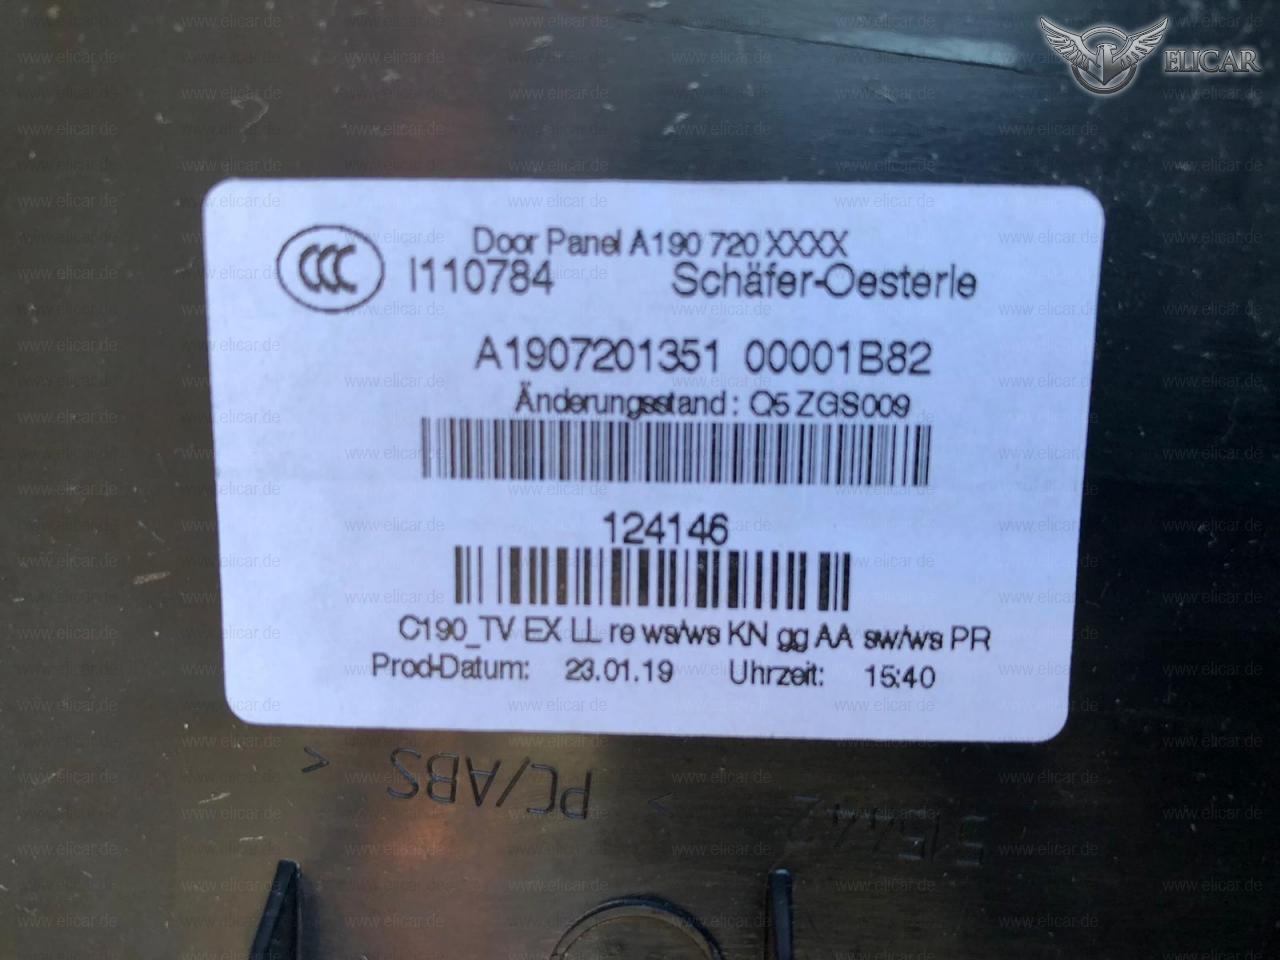 ELICAR
Door Panel A190 720 XXXX
CCC I110784 Schäfer-Oesterle
A1907201351 00001B82
Änderungsstand: Q5 ZGS009
124146
C190_TV EX LL re ws/ws KN gg AA sw/ws PR
Prod-Datum: 23.01.19 Uhrzeit: 15:40
> PC/ABS <
www.elicar.de